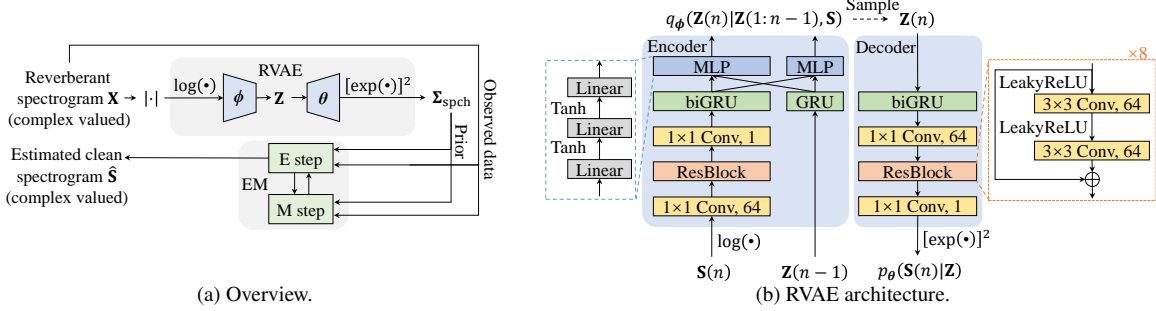 Reverberant
spectrogram X
(complex valued)
|·|
log(•)
RVAE
ϕ
Z
θ
[exp(•)]²
Σspch
Observed data
Prior
Estimated clean
spectrogram Ŝ
(complex valued)
E step
EM
M step
(a) Overview.
qϕ(Z(n)|Z(1: n − 1), S)
Sample
Z(n)
Linear
Tanh
Linear
Tanh
Linear
Encoder
MLP
MLP
biGRU
GRU
1×1 Conv, 1
ResBlock
1×1 Conv, 64
log(•)
S(n)
Z(n − 1)
Decoder
biGRU
1×1 Conv, 64
ResBlock
1×1 Conv, 1
[exp(•)]²
pθ(S(n)|Z)
×8
LeakyReLU
3×3 Conv, 64
LeakyReLU
3×3 Conv, 64
(b) RVAE architecture.